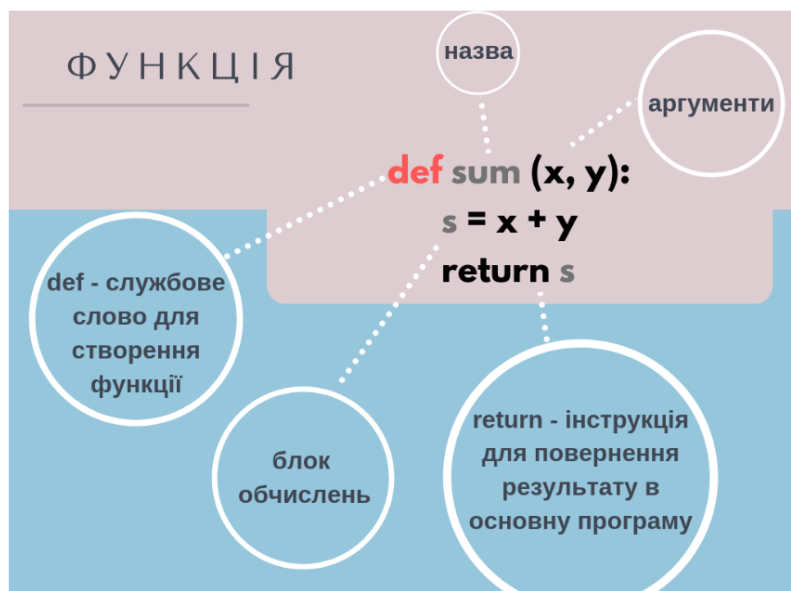 ФУНКЦІЯ
назва
аргументи
def sum (x, y):
s = x + y
return s
def - службове
слово для
створення
функції
блок
обчислень
return - інструкція
для повернення
результату в
основну програму